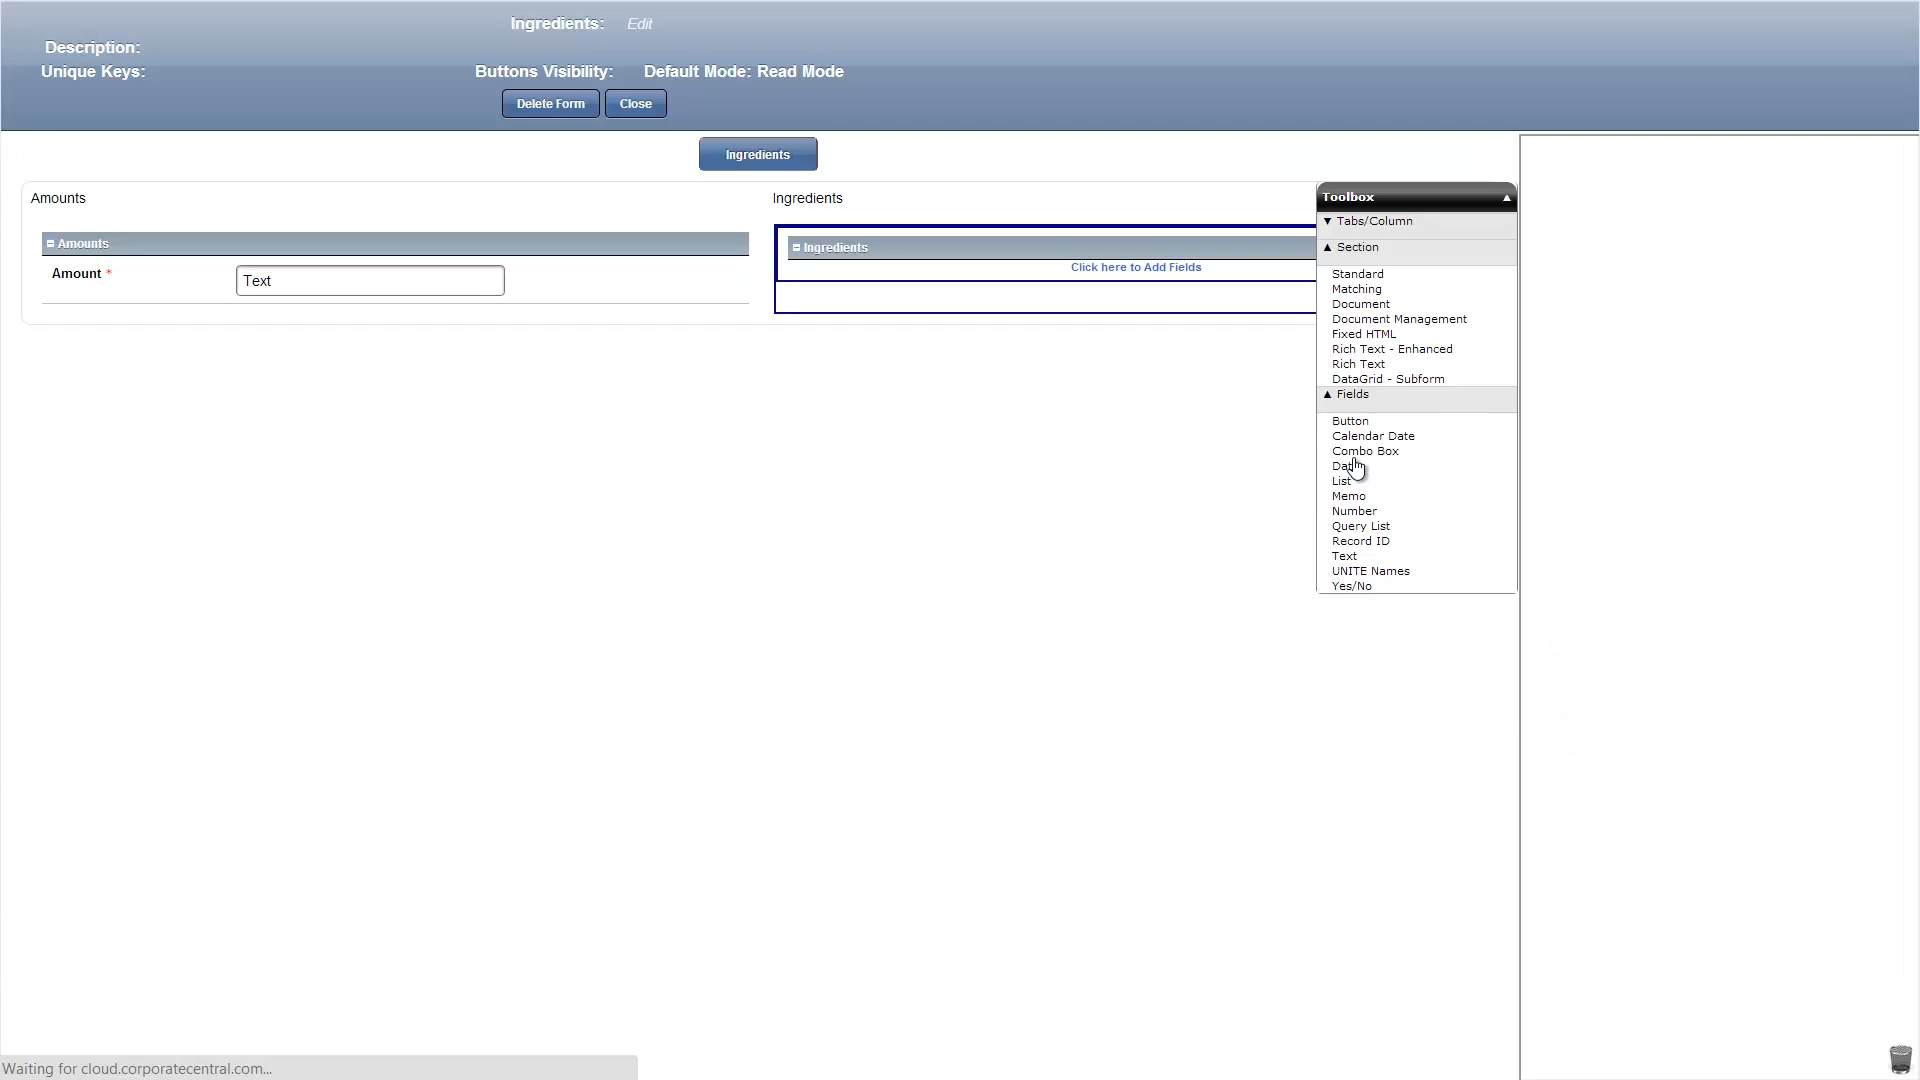 Ingredients: Edit
Description:
Unique Keys:
Buttons Visibility: Default Mode: Read Mode
Delete Form Close
Ingredients
Amounts
Amounts
Amount *
Text
Ingredients
Ingredients
Click here to Add Fields
Toolbox
Tabs/Column
Section
Standard
Matching
Document
Document Management
Fixed HTML
Rich Text - Enhanced
Rich Text
DataGrid - Subform
Fields
Button
Calendar Date
Combo Box
List
Memo
Number
Query List
Record ID
Text
UNITE Names
Yes/No
Waiting for cloud.corporatecentral.com...